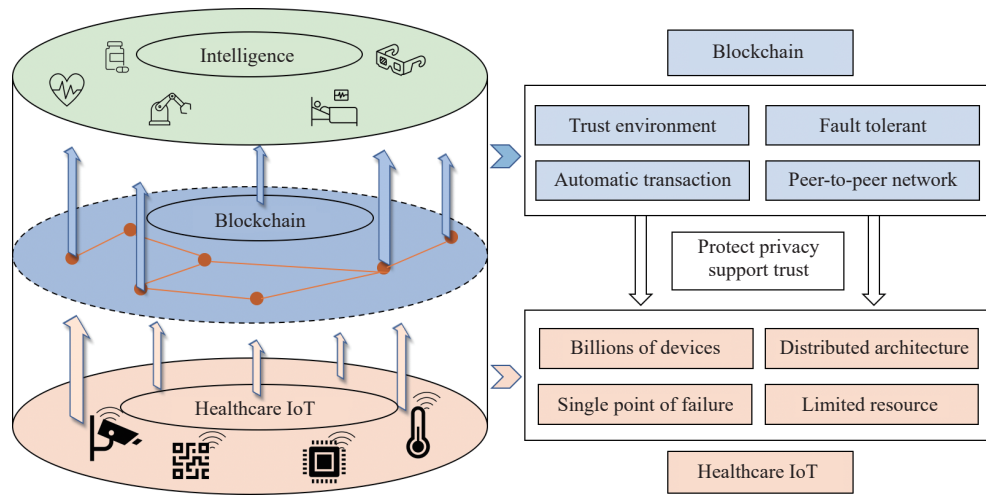 Intelligence
Blockchain
Healthcare IoT
Blockchain
Trust environment
Fault tolerant
Automatic transaction
Peer-to-peer network
Protect privacy
support trust
Billions of devices
Distributed architecture
Single point of failure
Limited resource
Healthcare IoT